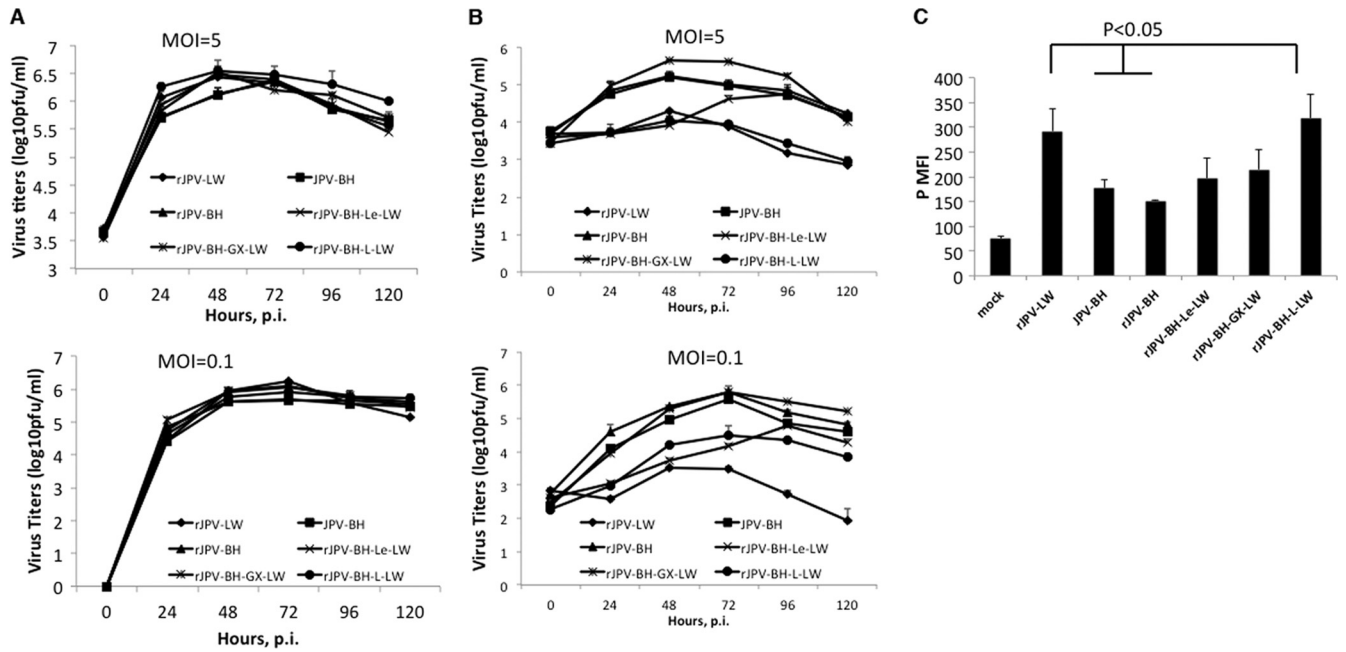 A
MOI=5
Virus titers (log10pfu/ml)
7
6.5
6
5.5
5
4.5
4
3.5
3
rJPV-LW JPV-BH
rJPV-BH rJPV-BH-Le-LW
rJPV-BH-GX-LW rJPV-BH-L-LW
0 24 48 72 96 120
Hours, p.i.
MOI=0.1
Virus Titers (log10pfu/ml)
7
6
5
4
3
2
1
0
rJPV-LW JPV-BH
rJPV-BH rJPV-BH-Le-LW
rJPV-BH-GX-LW rJPV-BH-L-LW
0 24 48 72 96 120
Hours, p.i.
B
MOI=5
Virus Titers (log10pfu/ml)
6
5
4
3
2
1
0
rJPV-LW JPV-BH
rJPV-BH rJPV-BH-Le-LW
rJPV-BH-GX-LW rJPV-BH-L-LW
0 24 48 72 96 120
Hours, p.i.
MOI=0.1
Virus Titers (log10pfu/ml)
7
6
5
4
3
2
1
0
rJPV-LW JPV-BH
rJPV-BH rJPV-BH-Le-LW
rJPV-BH-GX-LW rJPV-BH-L-LW
0 24 48 72 96 120
Hours, p.i.
C
P<0.05
P MFI
400
350
300
250
200
150
100
50
0
mock
rJPV-LW
JPV-BH
rJPV-BH
rJPV-BH-Le-LW
rJPV-BH-GX-LW
rJPV-BH-L-LW